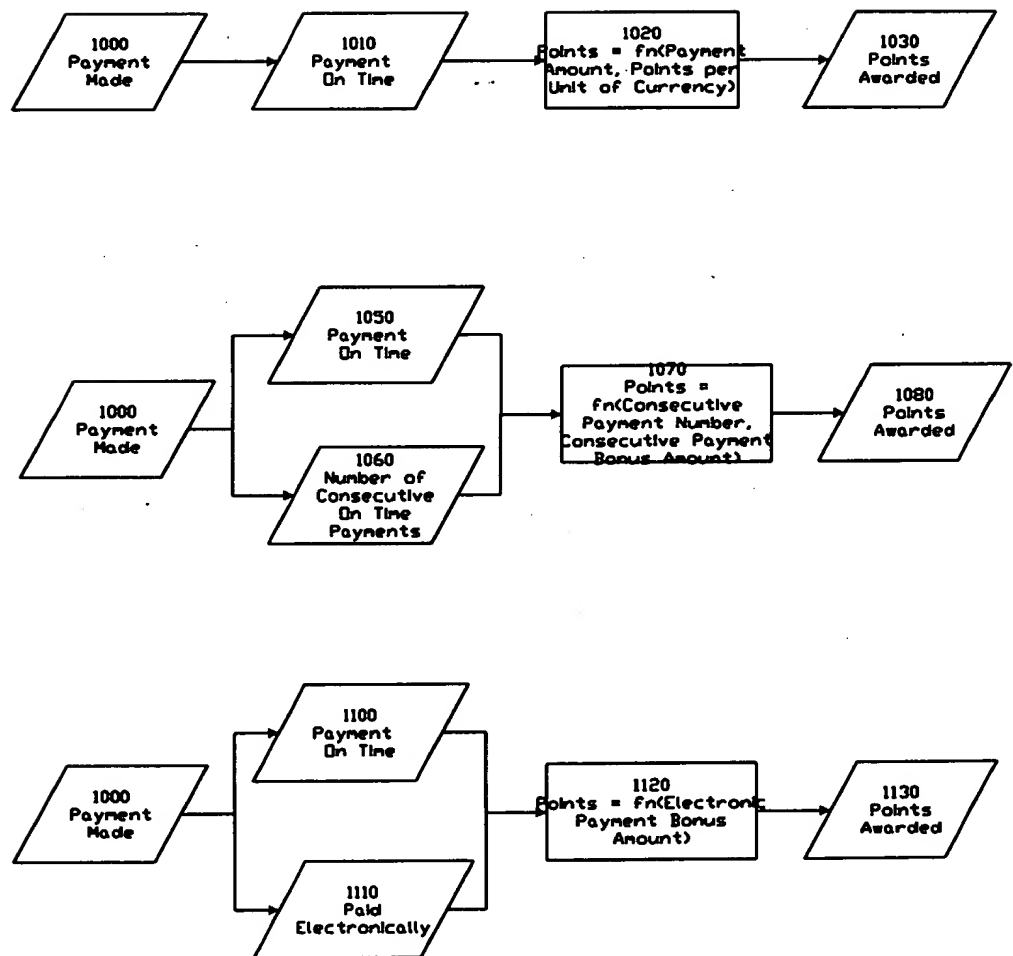 1000
Payment
Made
1010
Payment
On Time
1020
Points = fn(Payment
Amount, Points per
Unit of Currency)
1030
Points
Awarded
1000
Payment
Made
1050
Payment
On Time
1060
Number of
Consecutive
On Time
Payments
1070
Points =
fn(Consecutive
Payment Number,
Consecutive Payment
Bonus Amount)
1080
Points
Awarded
1000
Payment
Made
1100
Payment
On Time
1110
Paid
Electronically
1120
Points = fn(Electronic
Payment Bonus
Amount)
1130
Points
Awarded